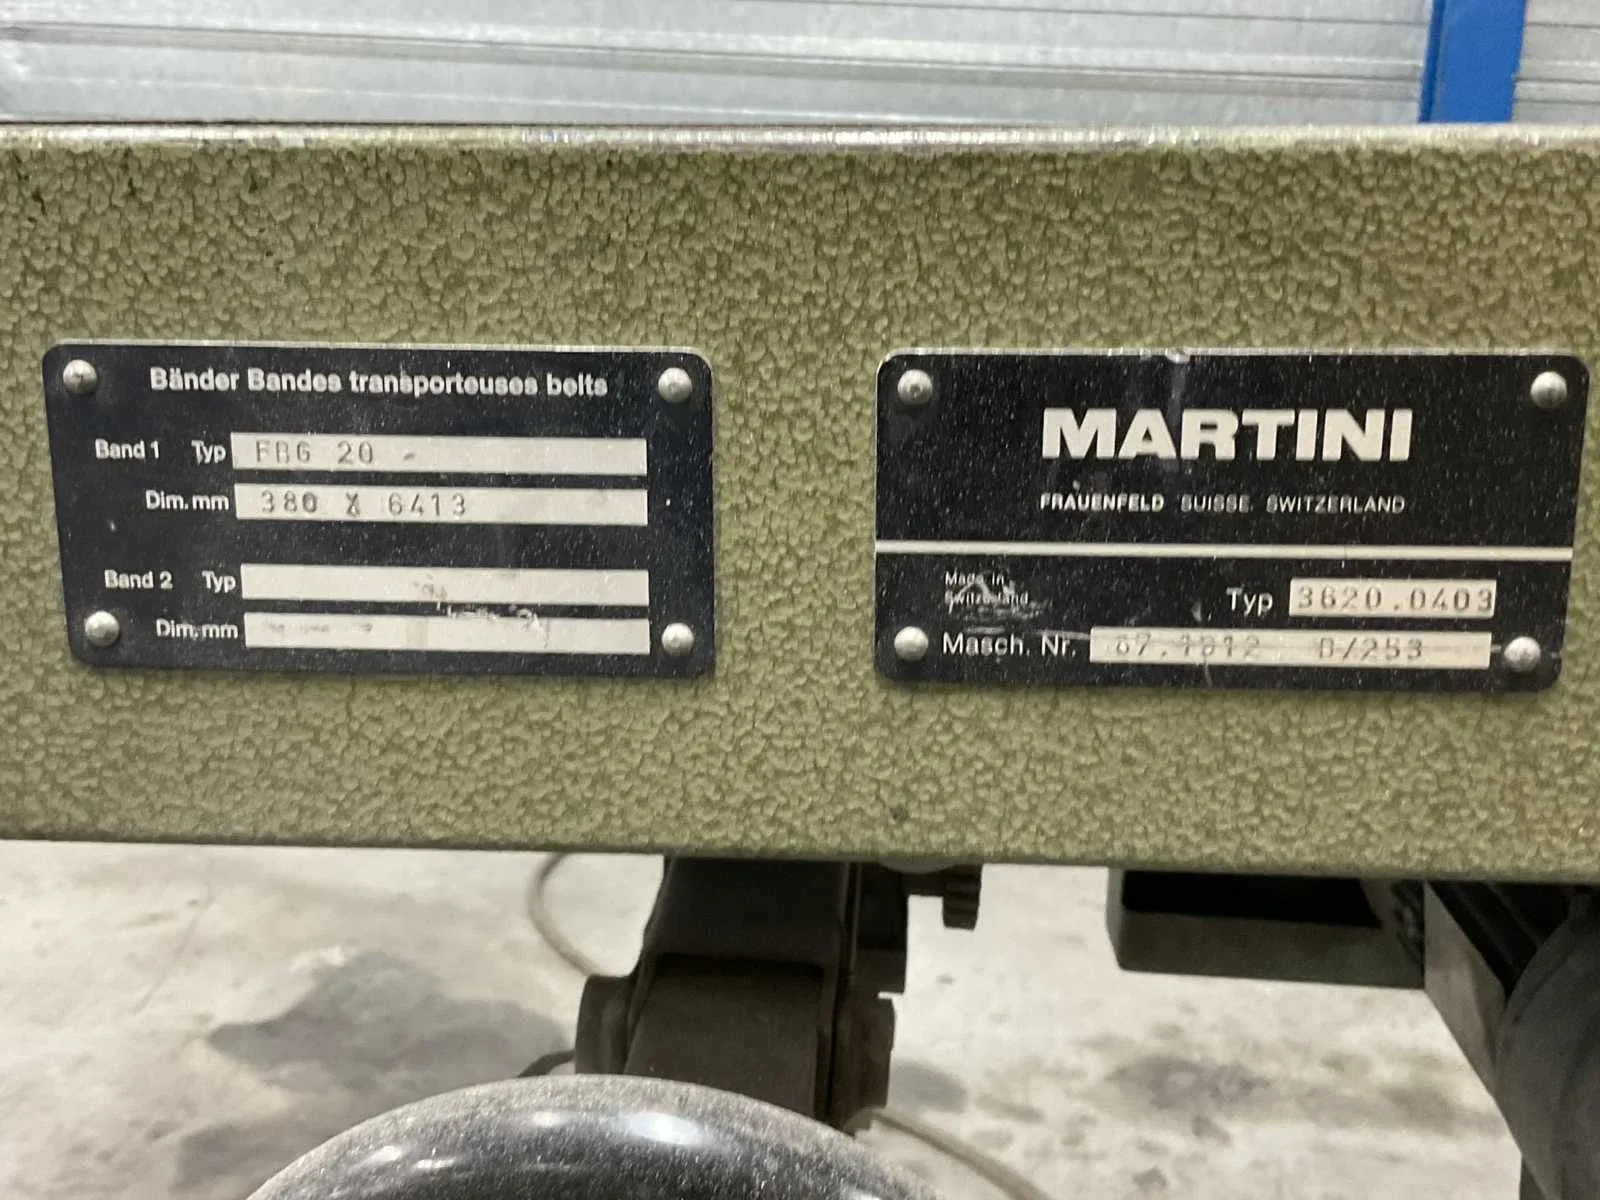 Bänder Bandes transporteuses belts
Band 1 Typ FBG 20 -
Dim. mm 380 X 6413
Band 2 Typ
Dim. mm
MARTINI
FRAUENFELD SUISSE SWITZERLAND
Made in
Switzerland
Typ 3620.0403
Masch. Nr. 67.1812 B/253